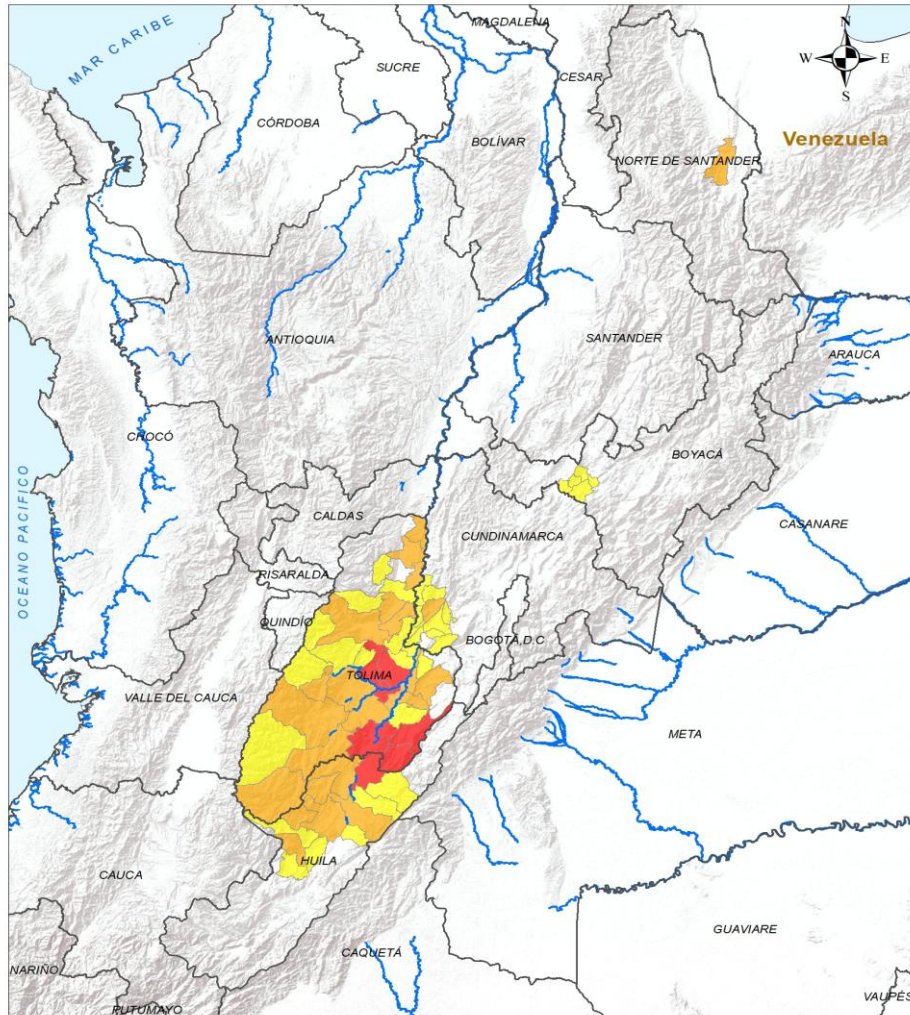 MAGDALENA
N
MAR CARIBE
W
E
SUCRE
CESAR
S
CÓRDOBA
BOLÍVAR
Venezuela
NORTE DE SANTANDER
ANTIOQUIA
SANTANDER
ARAUCA
CHOCÓ
BOYACÁ
CALDAS
CASANARE
CUNDINAMARCA
OCEANO PACIFICO
RISARALDA
QUINDÍO
BOGOTÁ,D.C
TOLIMA
VALLE DEL CAUCA
META
HUILA
CAUCA
GUAVIARE
CAQUETÁ
NARIÑO
VAUPÉS
PUTUMAYO